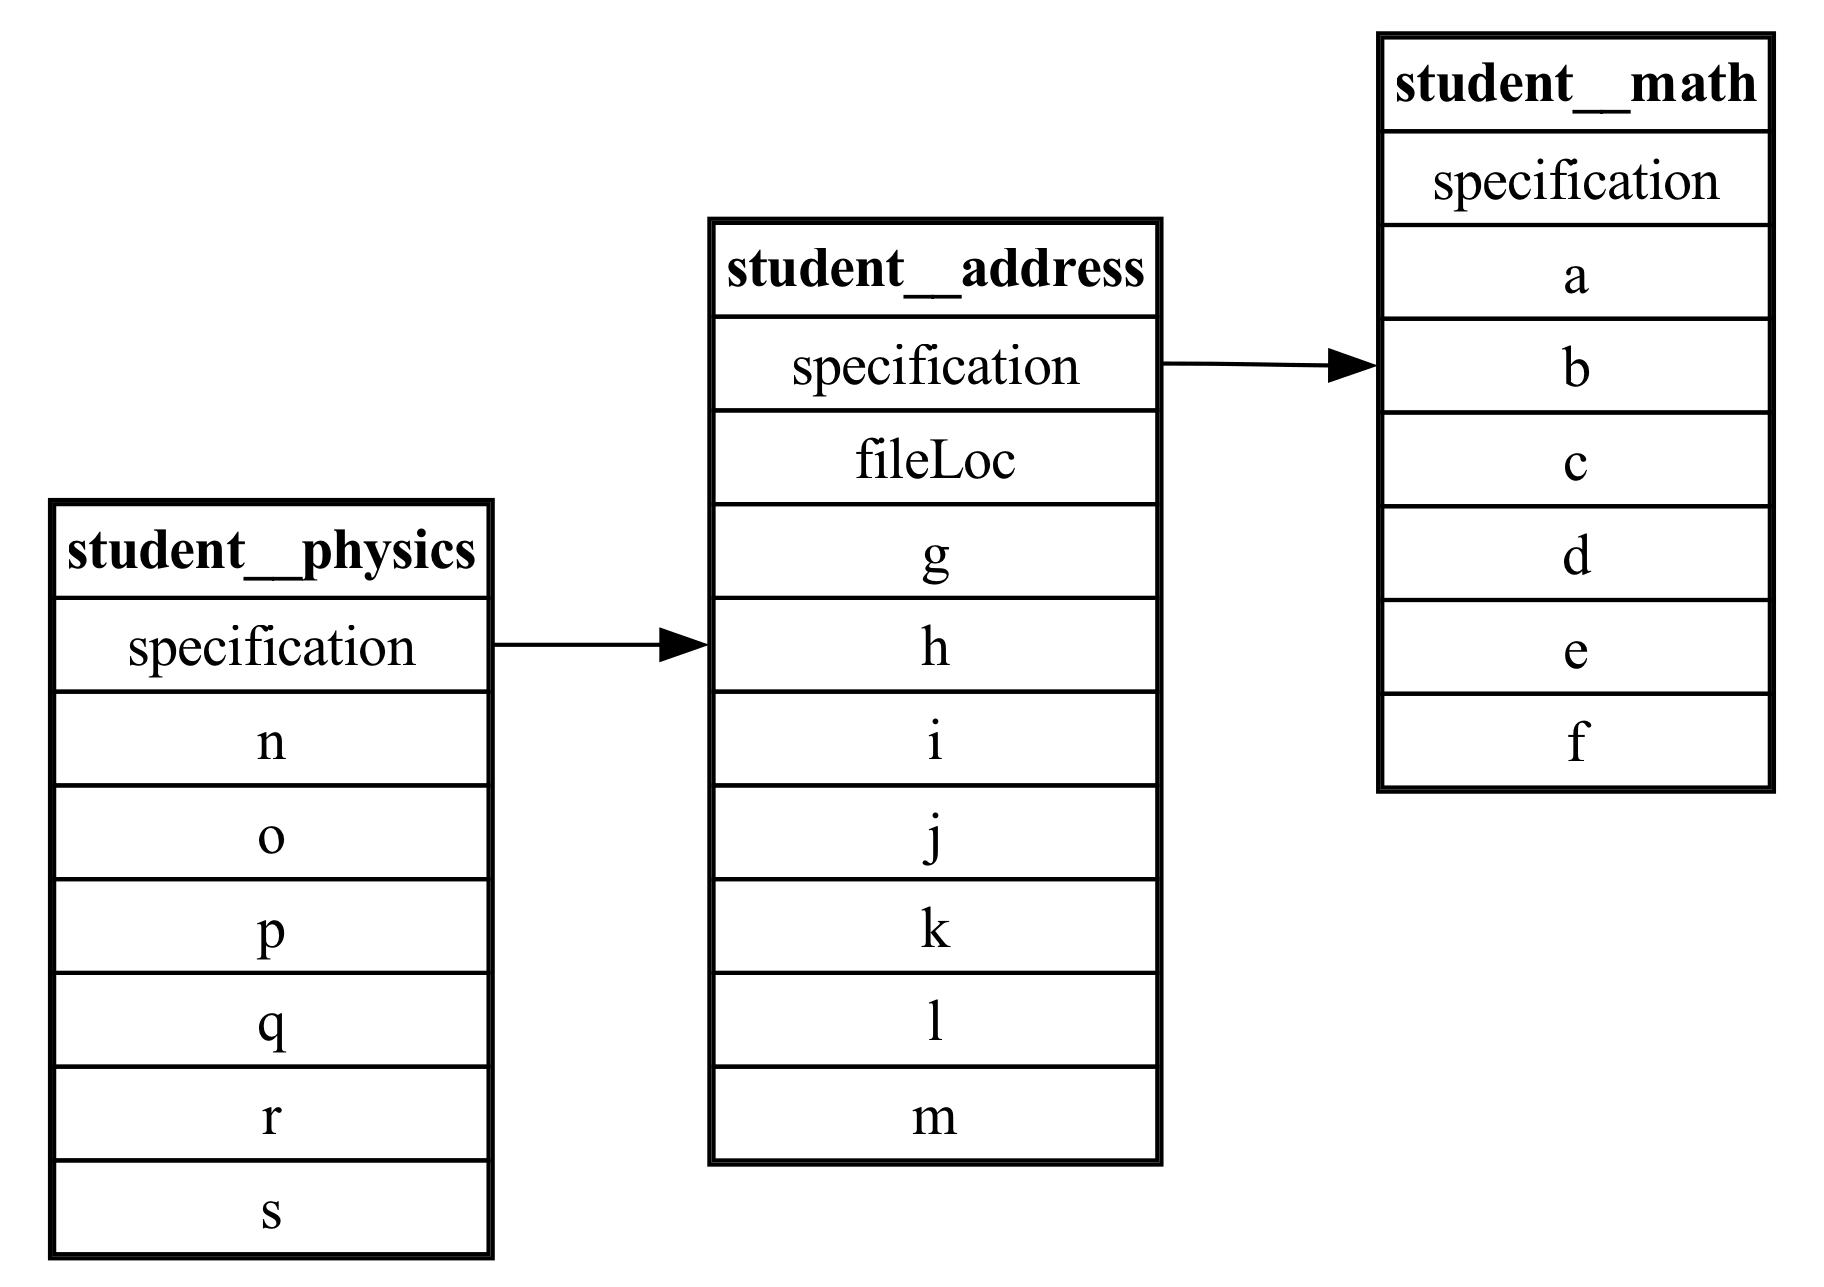 student__physics
specification
n
o
p
q
r
s
student__address
specification
fileLoc
g
h
i
j
k
l
m
student__math
specification
a
b
c
d
e
f